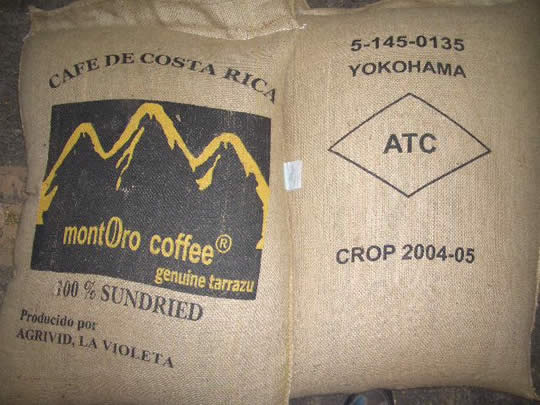 CAFE DE COSTA RICA
montOro coffee®
genuine tarrazu
100 % SUNDRIED
Producido por
AGRIVID, LA VIOLETA
5-145-0135
YOKOHAMA
ATC
CROP 2004-05